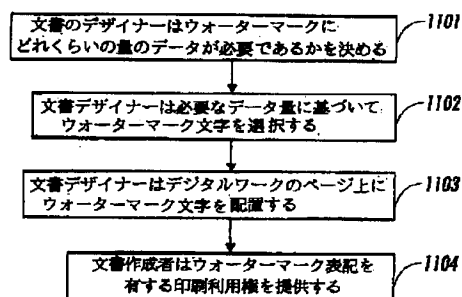 文書のデザイナーはウォーターマークに
どれくらいの量のデータが必要であるかを決める
1101
文書デザイナーは必要なデータ量に基づいて
ウォーターマーク文字を選択する
1102
文書デザイナーはデジタルワークのページ上に
ウォーターマーク文字を配置する
1103
文書作成者はウォーターマーク表記を
有する印刷利用権を提供する
1104